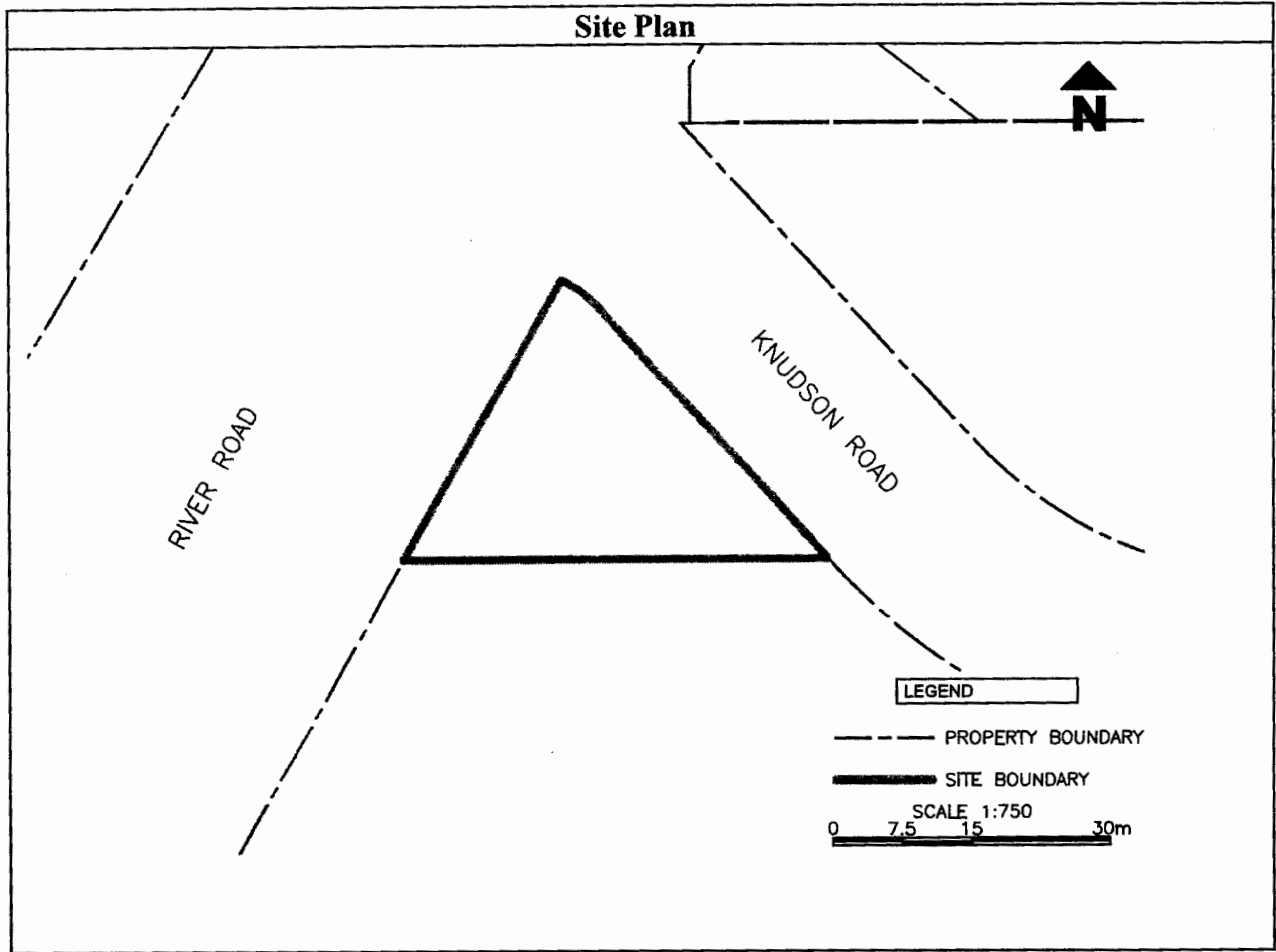 Site Plan
N
KNUDSON ROAD
RIVER ROAD
LEGEND
PROPERTY BOUNDARY
SITE BOUNDARY
SCALE 1:750
0 7.5 15 30m